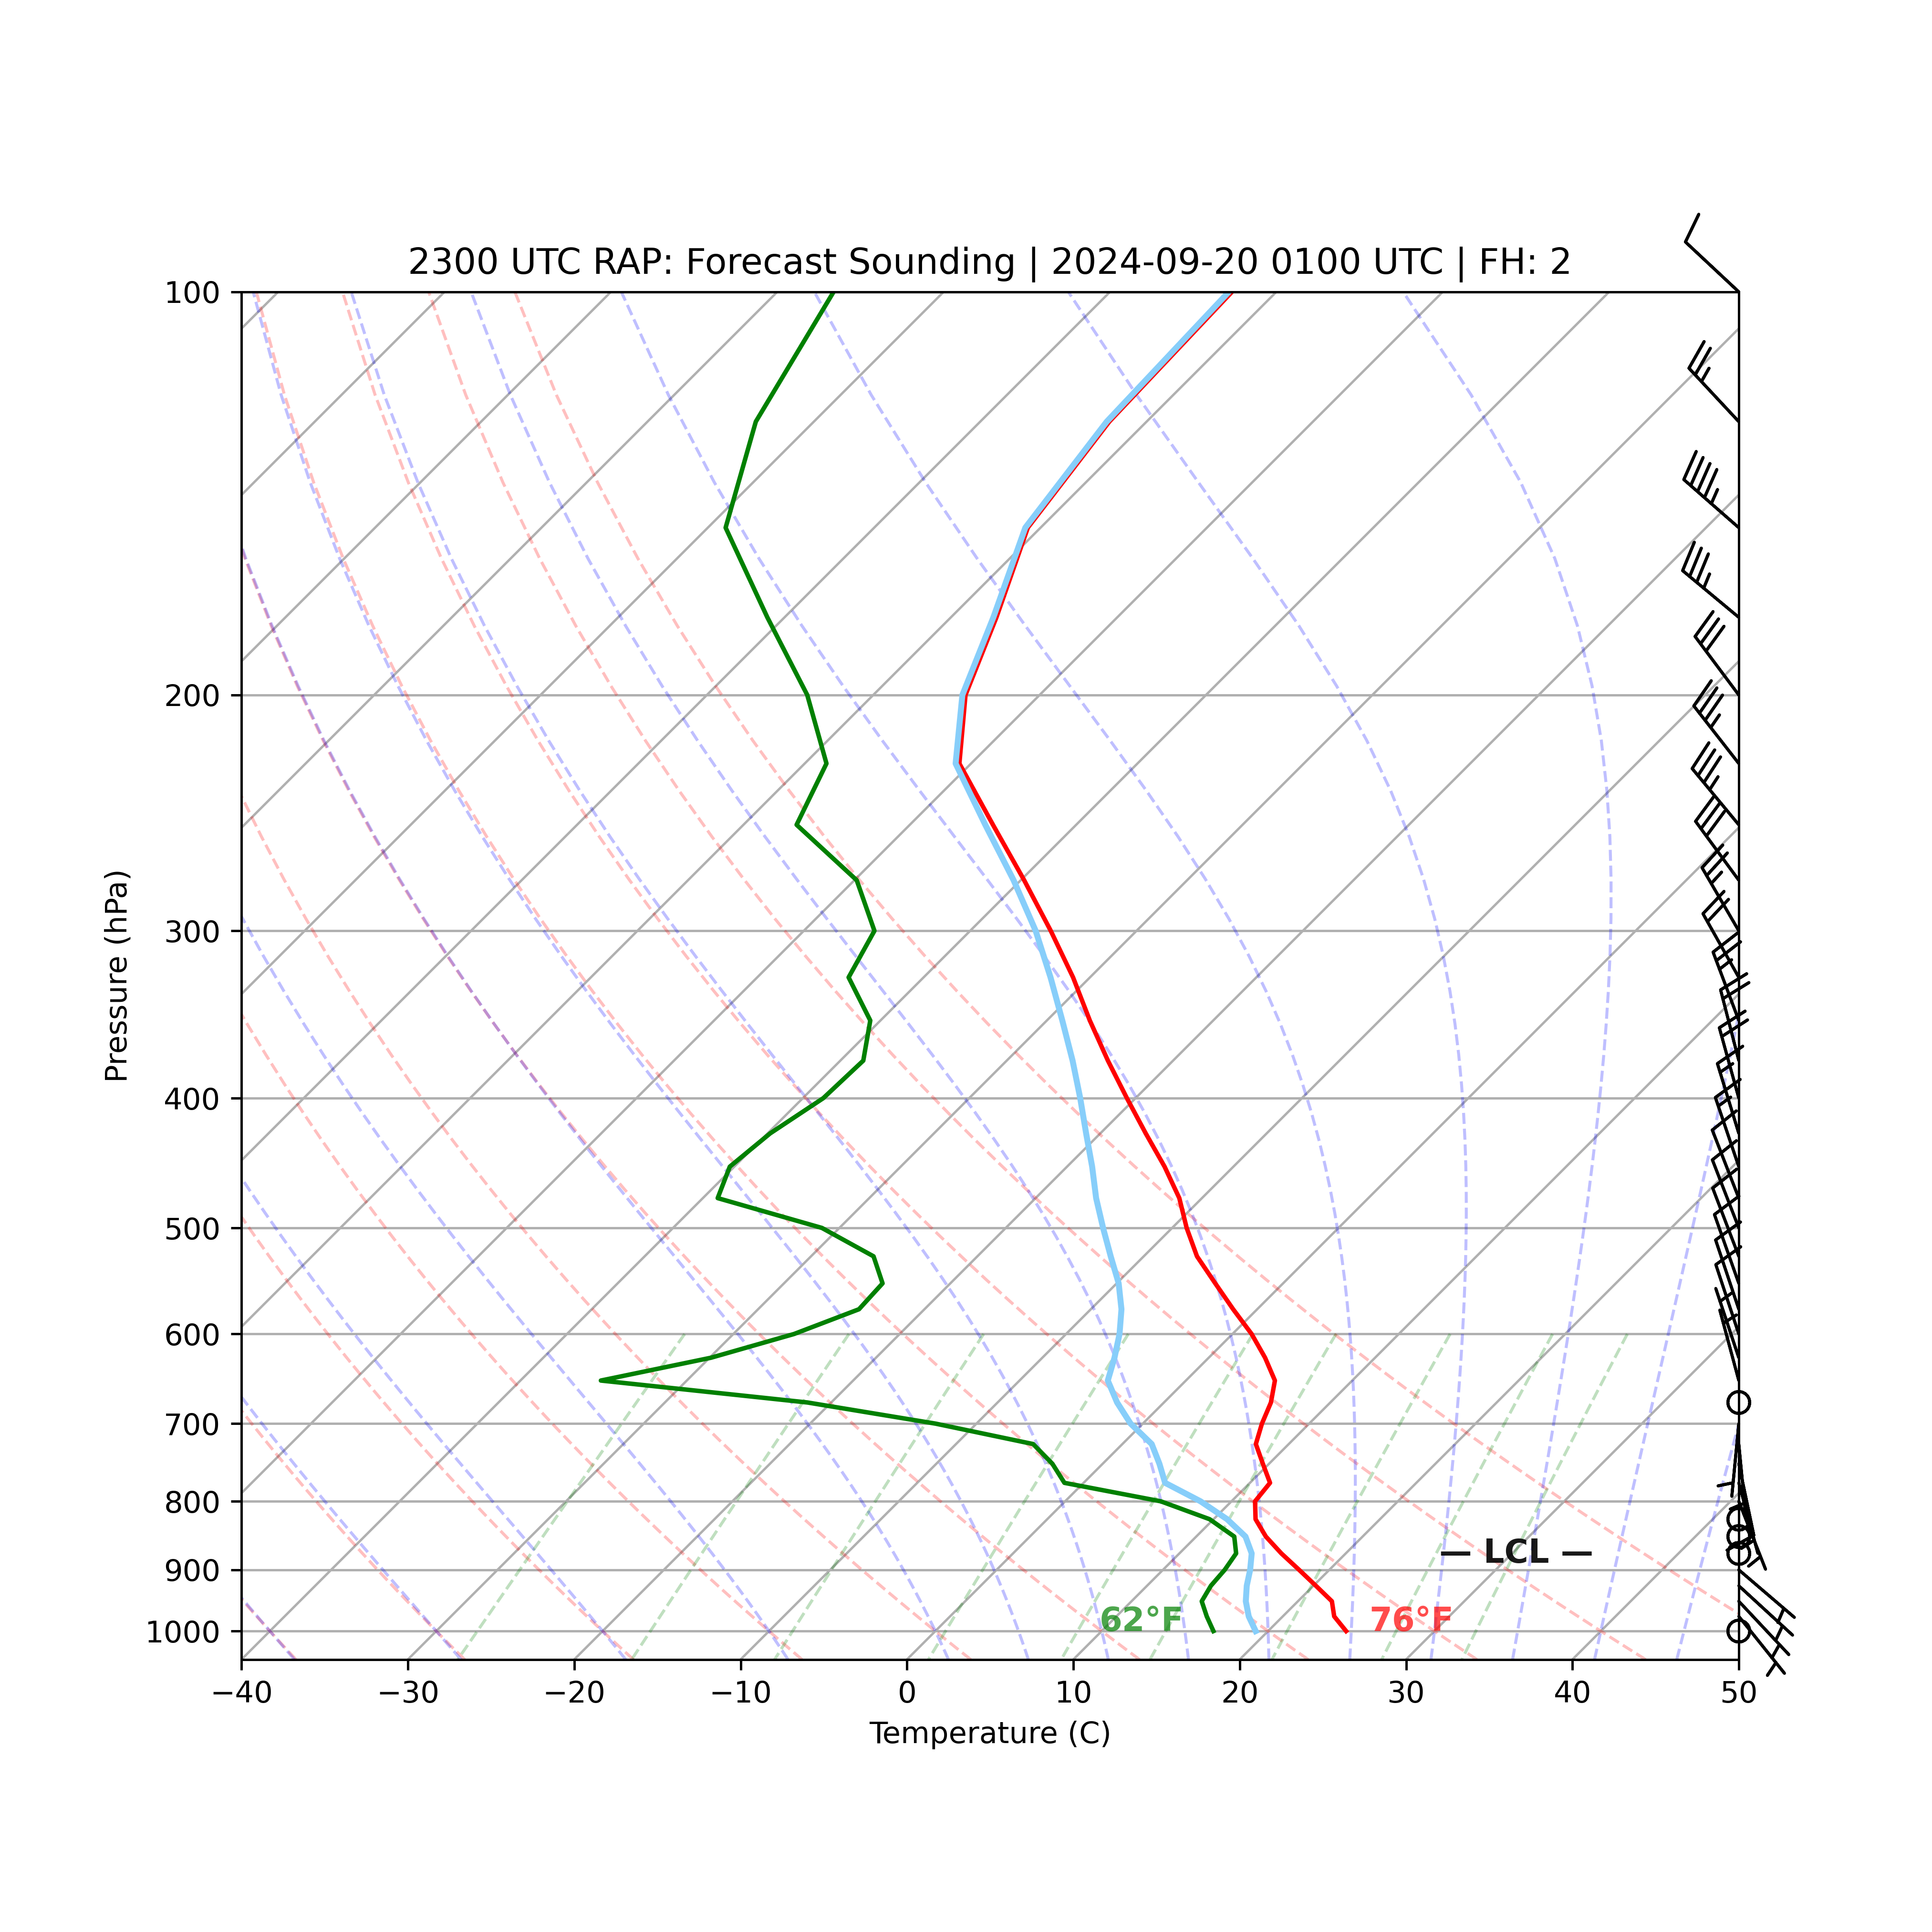 2300 UTC RAP: Forecast Sounding | 2024-09-20 0100 UTC | FH: 2
100
200
300
400
500
600
700
800
900
1000
Pressure (hPa)
— LCL —
62°F
76°F
−40 −30 −20 −10 0 10 20 30 40 50
Temperature (C)